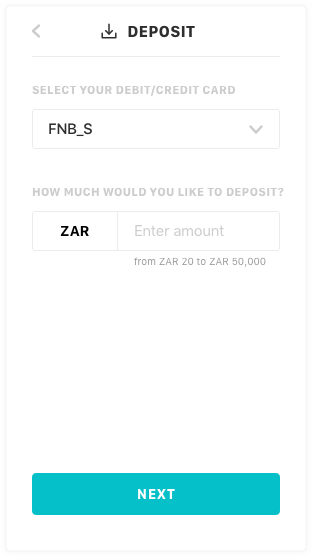 DEPOSIT
SELECT YOUR DEBIT/CREDIT CARD
FNB_S
HOW MUCH WOULD YOU LIKE TO DEPOSIT?
ZAR Enter amount
from ZAR 20 to ZAR 50,000
NEXT